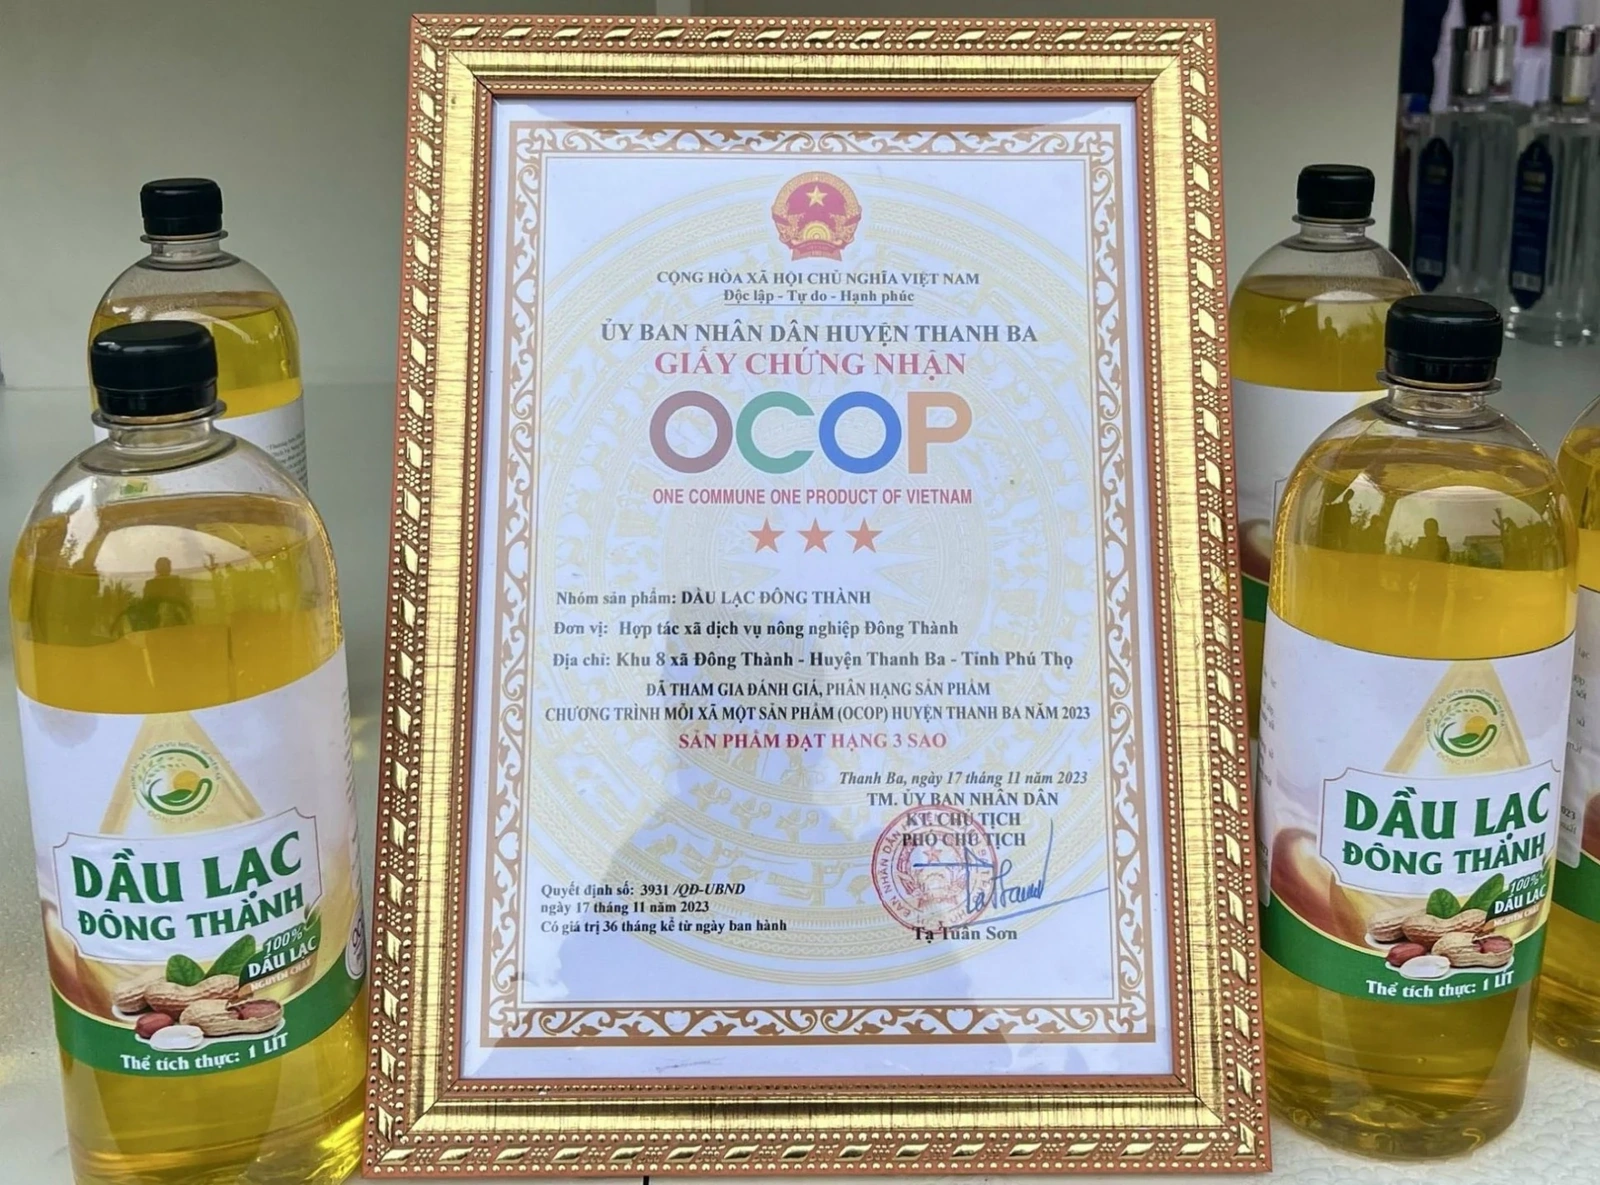 CỘNG HÒA XÃ HỘI CHỦ NGHĨA VIỆT NAM
Độc lập - Tự do - Hạnh phúc
ỦY BAN NHÂN DÂN HUYỆN THANH BA
GIẤY CHỨNG NHẬN
OCOP
ONE COMMUNE ONE PRODUCT OF VIETNAM
Nhóm sản phẩm: DẦU LẠC ĐÔNG THÀNH
Đơn vị: Hợp tác xã dịch vụ nông nghiệp Đông Thành
Địa chỉ: Khu 8 xã Đông Thành - Huyện Thanh Ba - Tỉnh Phú Thọ
ĐÃ THAM GIA ĐÁNH GIÁ, PHÂN HẠNG SẢN PHẨM
CHƯƠNG TRÌNH MỖI XÃ MỘT SẢN PHẨM (OCOP) HUYỆN THANH BA NĂM 2023
SẢN PHẨM ĐẠT HẠNG 3 SAO
Thanh Ba, ngày 17 tháng 11 năm 2023
TM. ỦY BAN NHÂN DÂN
KT. CHỦ TỊCH
PHÓ CHỦ TỊCH
Tạ Tuấn Sơn
Quyết định số: 3931 /QĐ-UBND
ngày 17 tháng 11 năm 2023
Có giá trị 36 tháng kể từ ngày ban hành
DẦU LẠC
ĐÔNG THÀNH
100%
DẦU LẠC
NGUYÊN CHẤT
Thể tích thực: 1 LÍT
DẦU LẠC
ĐÔNG THÀNH
100%
DẦU LẠC
NGUYÊN CHẤT
Thể tích thực: 1 LÍT